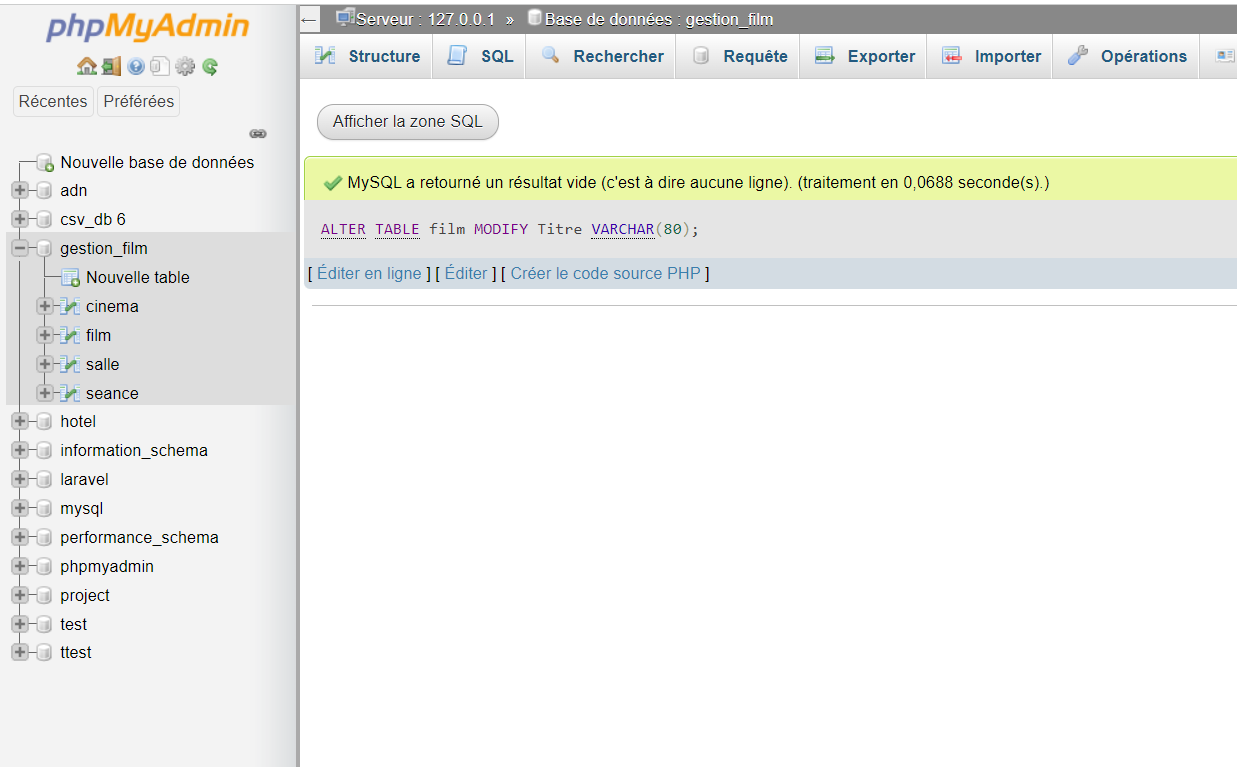 phpMyAdmin
Récentes Préférées
Nouvelle base de données
adn
csv_db 6
gestion_film
Nouvelle table
cinema
film
salle
seance
hotel
information_schema
laravel
mysql
performance_schema
phpmyadmin
project
test
ttest
← Serveur : 127.0.0.1 » Base de données : gestion_film
Structure SQL Rechercher Requête Exporter Importer Opérations
Afficher la zone SQL
MySQL a retourné un résultat vide (c'est à dire aucune ligne). (traitement en 0,0688 seconde(s).)
ALTER TABLE film MODIFY Titre VARCHAR(80);
[ Éditer en ligne ] [ Éditer ] [ Créer le code source PHP ]